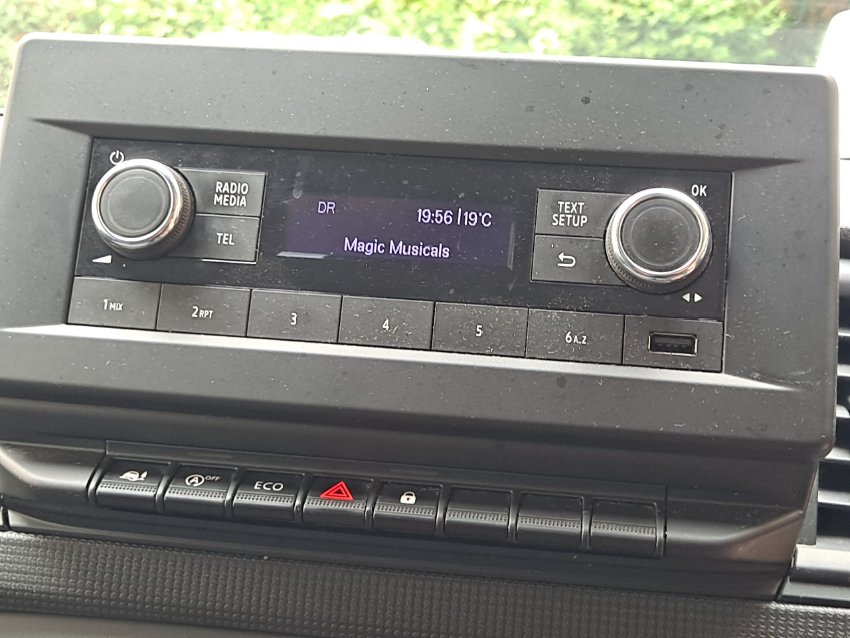 RADIO
MEDIA
TEL
DR
19:56 | 19°C
Magic Musicals
TEXT
SETUP
OK
1 MIX
2 RPT
3
4
5
6 A..Z
A OFF
ECO